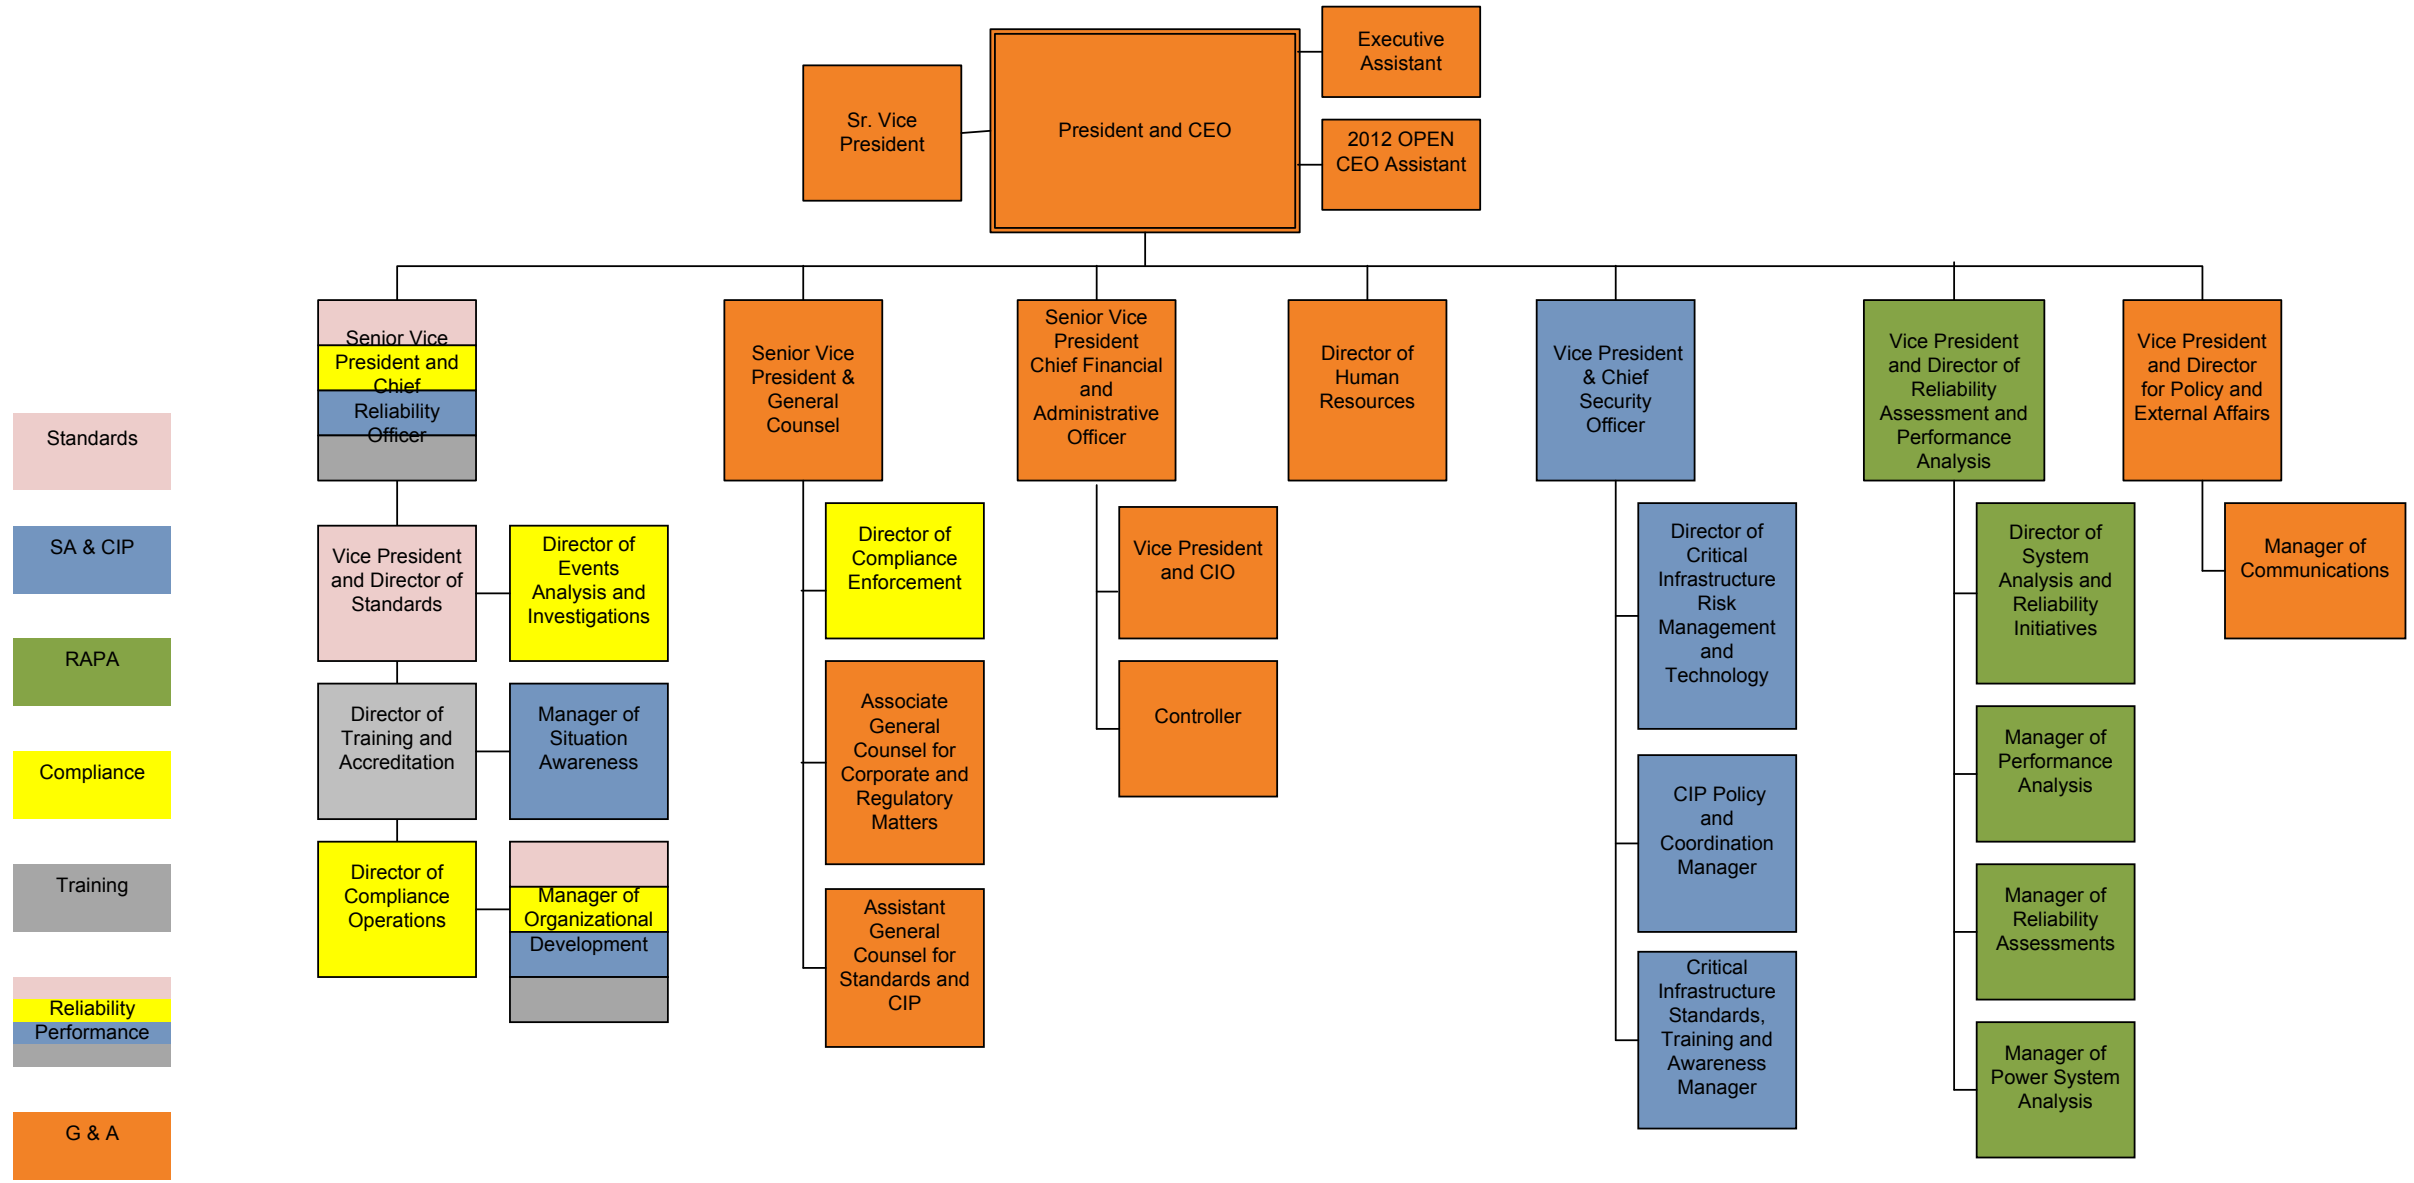 Executive
Assistant
Sr. Vice
President
President and CEO
2012 OPEN
CEO Assistant
Senior Vice
President and
Chief
Reliability
Officer
Senior Vice
President &
General
Counsel
Senior Vice
President
Chief Financial
and
Administrative
Officer
Director of
Human
Resources
Vice President
& Chief
Security
Officer
Vice President
and Director of
Reliability
Assessment and
Performance
Analysis
Vice President
and Director
for Policy and
External Affairs
Standards
SA & CIP
RAPA
Compliance
Training
Reliability
Performance
G & A
Vice President
and Director of
Standards
Director of
Events
Analysis and
Investigations
Director of
Training and
Accreditation
Manager of
Situation
Awareness
Director of
Compliance
Operations
Manager of
Organizational
Development
Director of
Compliance
Enforcement
Associate
General
Counsel for
Corporate and
Regulatory
Matters
Assistant
General
Counsel for
Standards and
CIP
Vice President
and CIO
Controller
Director of
Critical
Infrastructure
Risk
Management
and
Technology
CIP Policy
and
Coordination
Manager
Critical
Infrastructure
Standards,
Training and
Awareness
Manager
Director of
System
Analysis and
Reliability
Initiatives
Manager of
Performance
Analysis
Manager of
Reliability
Assessments
Manager of
Power System
Analysis
Manager of
Communications